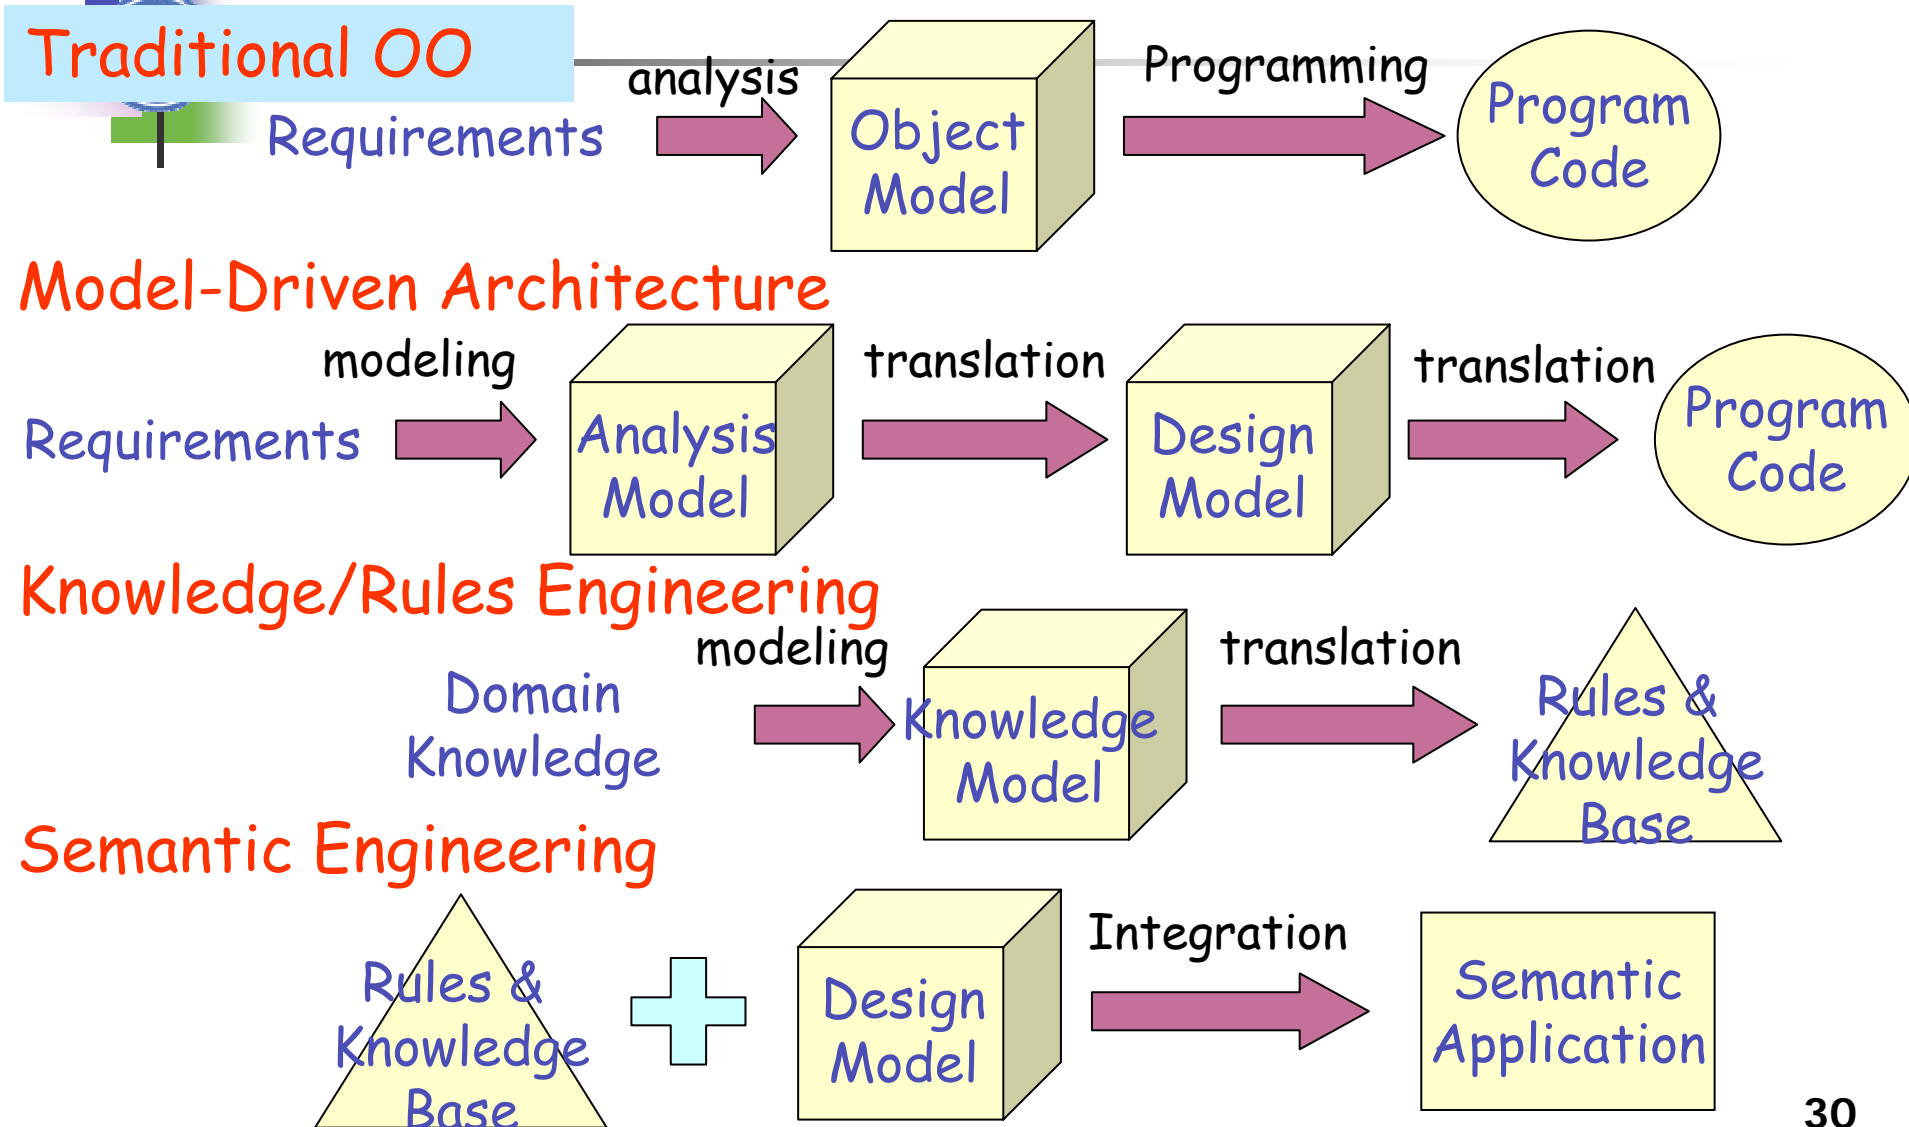 Traditional OO
analysis
Programming
Requirements
Object
Model
Program
Code
Model-Driven Architecture
modeling
translation
translation
Requirements
Analysis
Model
Design
Model
Program
Code
Knowledge/Rules Engineering
modeling
translation
Domain
Knowledge
Knowledge
Model
Rules &
Knowledge
Base
Semantic Engineering
Integration
Rules &
Knowledge
Base
Design
Model
Semantic
Application
30